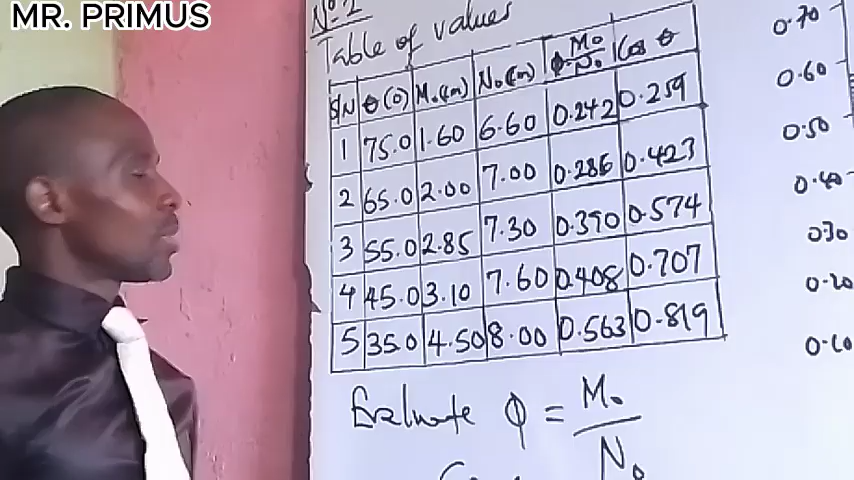 MR. PRIMUS
No. 2
Table of values
S/N θ(0) M₀(cm) N₀(cm) ϕ=M₀/N₀ Cos θ
1 75.0 1.60 6.60 0.242 0.259
2 65.0 2.00 7.00 0.286 0.423
3 55.0 2.85 7.30 0.390 0.574
4 45.0 3.10 7.60 0.408 0.707
5 35.0 4.50 8.00 0.563 0.819
Evaluate ϕ = M₀/N₀
0.70
0.60
0.50
0.40
0.30
0.20
0.10